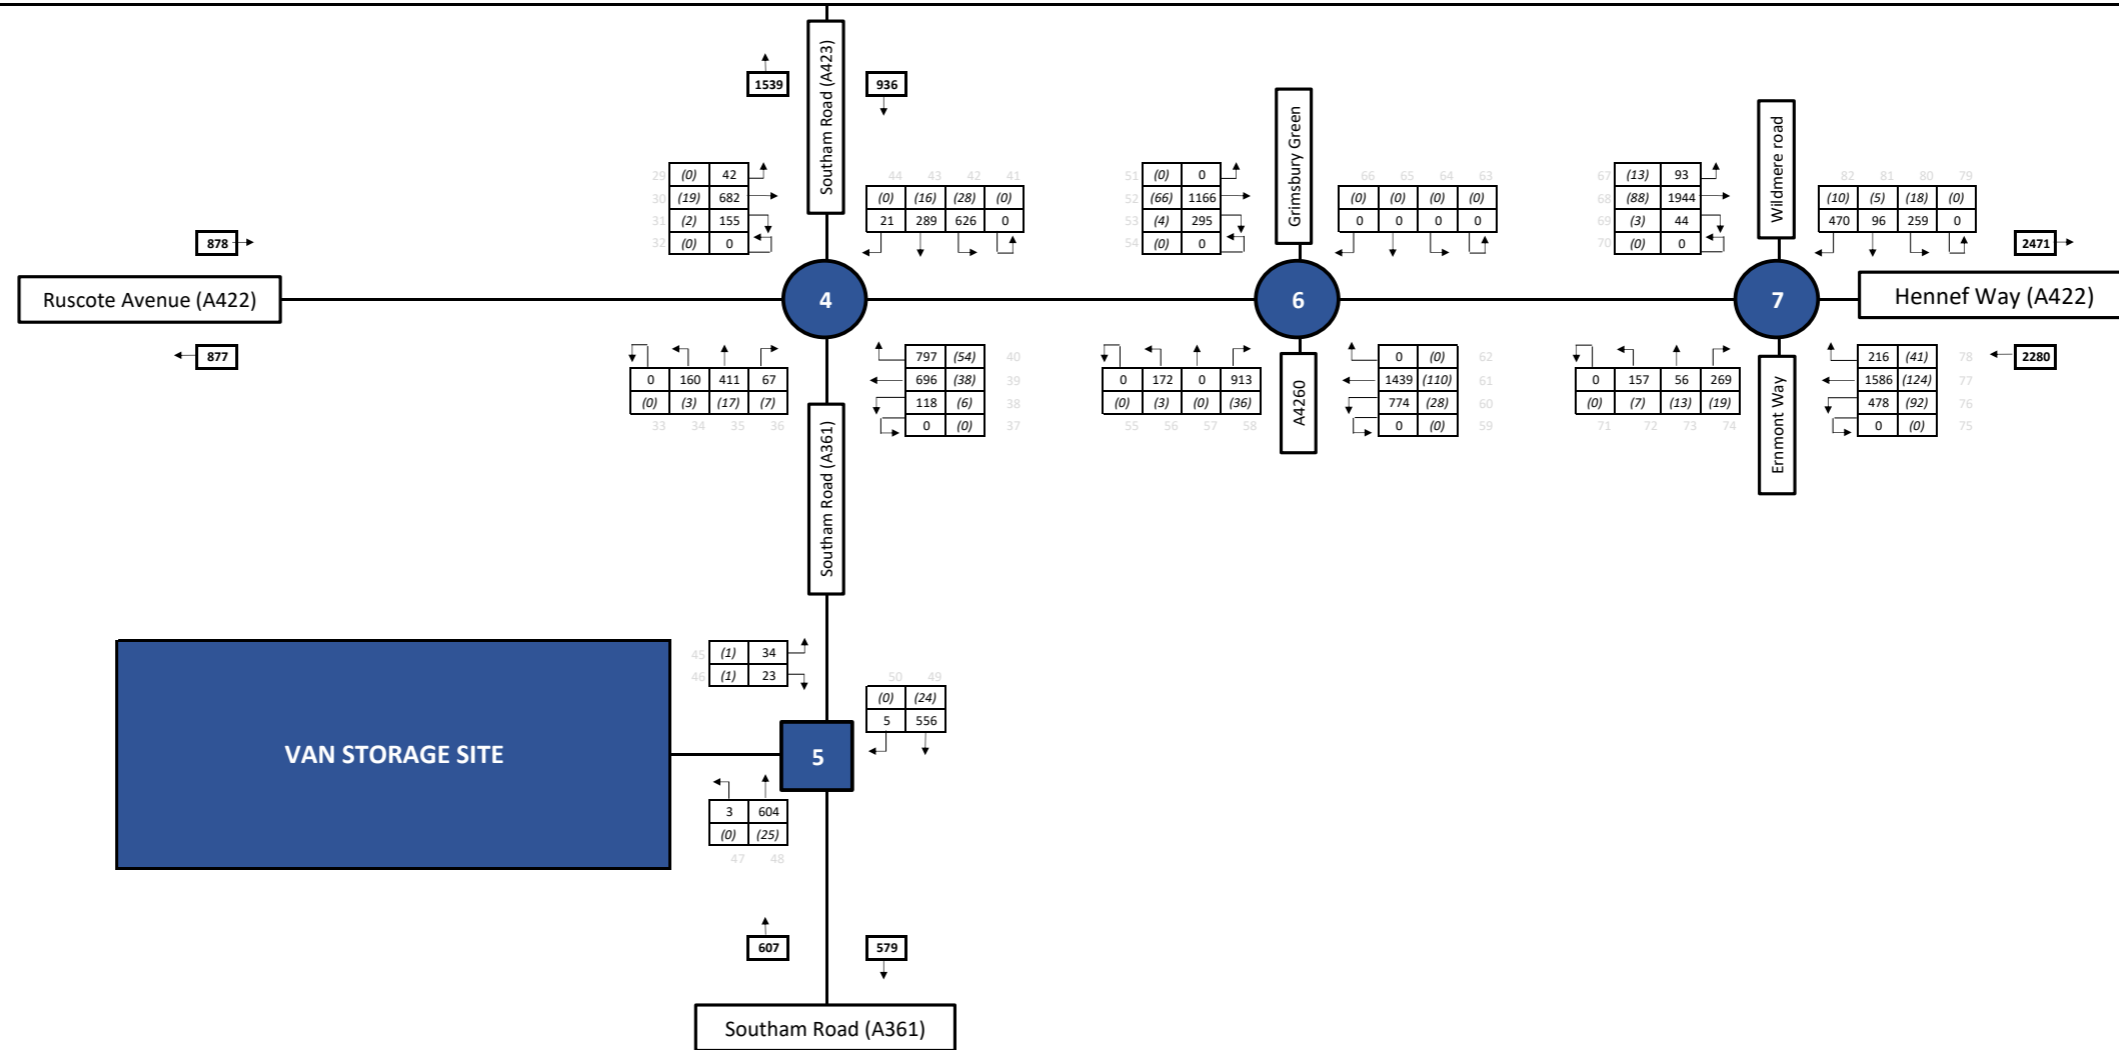 Southam Road (A423)
1539
936
Grimsbury Green
Wildmere road
29 (0) 42
30 (19) 682
31 (2) 155
32 (0) 0
44 43 42 41
(0) (16) (28) (0)
21 289 626 0
51 (0) 0
52 (66) 1166
53 (4) 295
54 (0) 0
66 65 64 63
(0) (0) (0) (0)
0 0 0 0
67 (13) 93
68 (88) 1944
69 (3) 44
70 (0) 0
82 81 80 79
(10) (5) (18) (0)
470 96 259 0
878
2471
Ruscote Avenue (A422)
4
6
7
Hennef Way (A422)
877
0 160 411 67
(0) (3) (17) (7)
33 34 35 36
797 (54) 40
696 (38) 39
118 (6) 38
0 (0) 37
0 172 0 913
(0) (3) (0) (36)
55 56 57 58
A4260
0 (0) 62
1439 (110) 61
774 (28) 60
0 (0) 59
0 157 56 269
(0) (7) (13) (19)
71 72 73 74
Ernmont Way
216 (41) 78
1586 (124) 77
478 (92) 76
0 (0) 75
2280
Southam Road (A361)
45 (1) 34
46 (1) 23
50 49
(0) (24)
5 556
VAN STORAGE SITE
5
3 604
(0) (25)
47 48
607
579
Southam Road (A361)